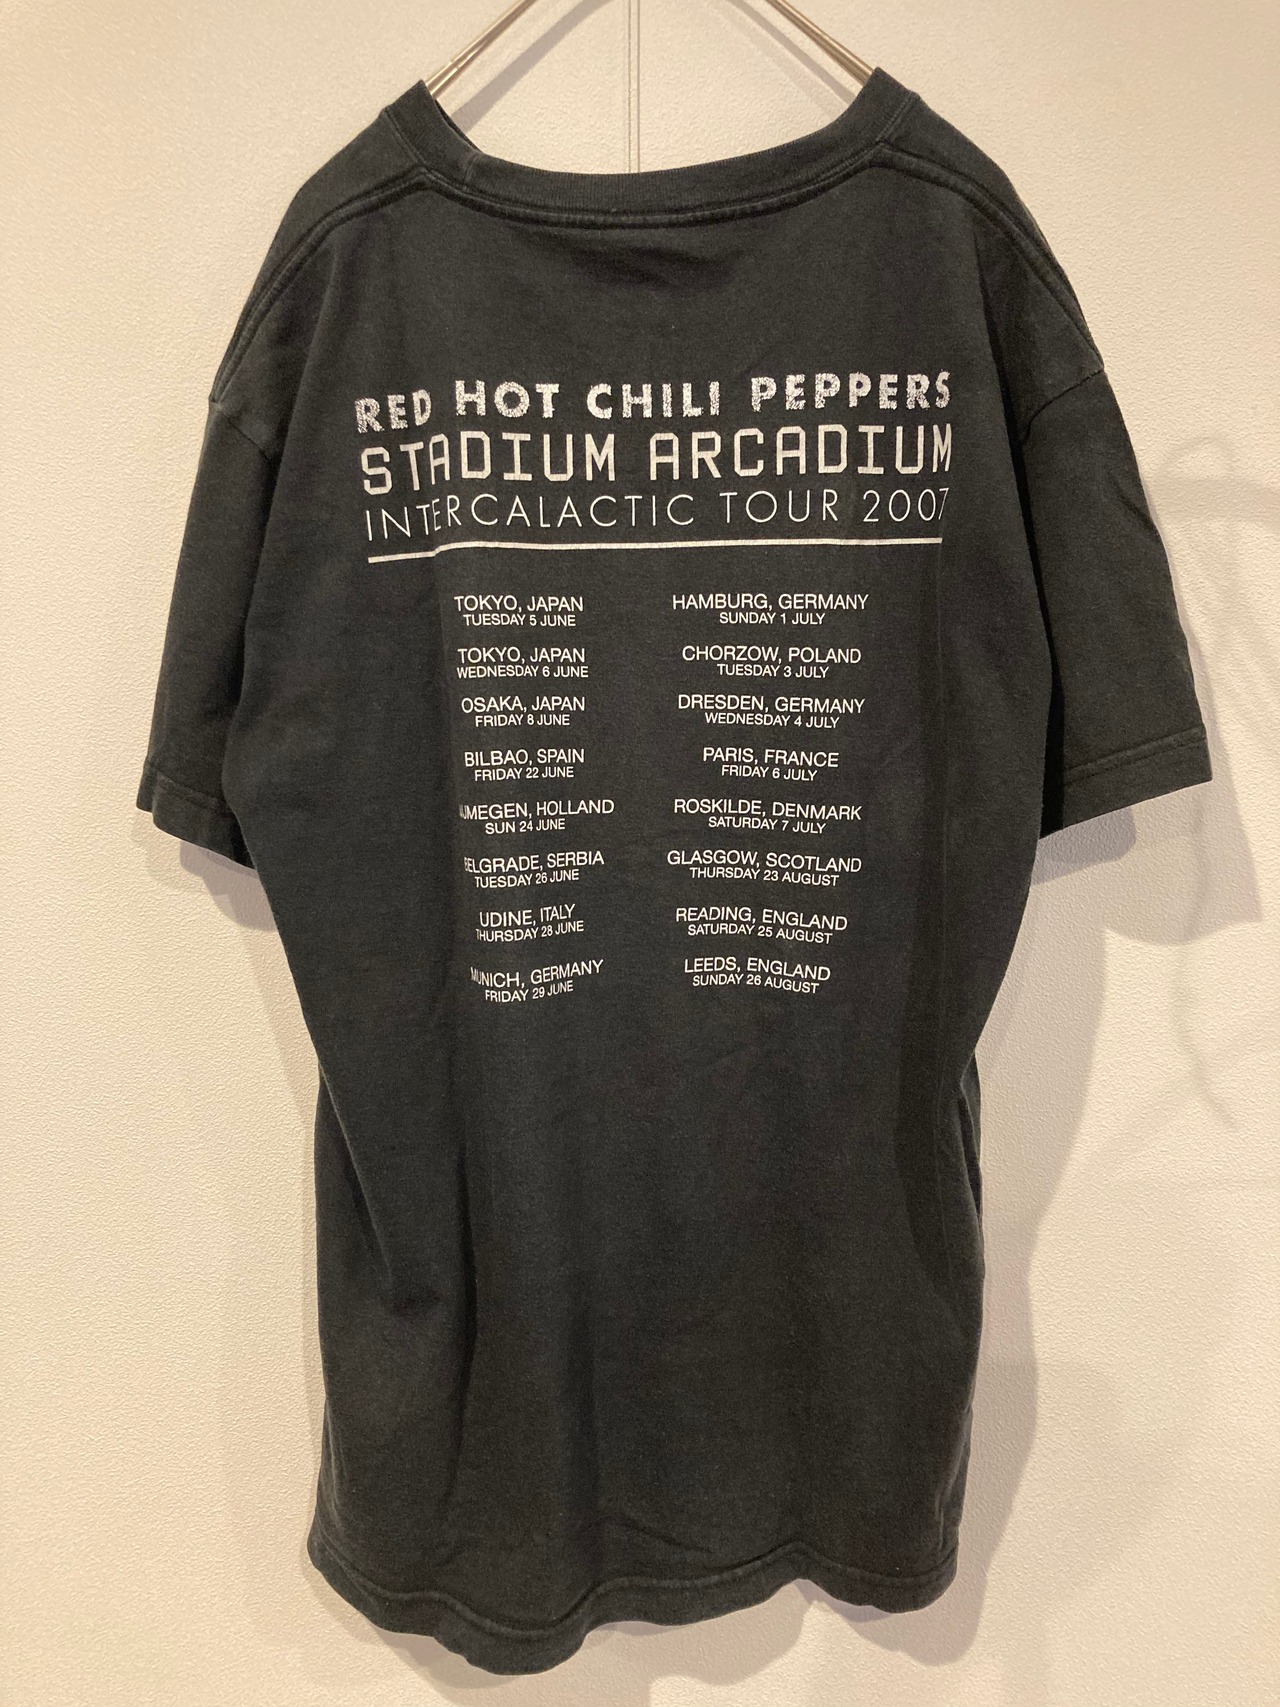 RED HOT CHILI PEPPERS
STADIUM ARCADIUM
INTERCALACTIC TOUR 2007
TOKYO, JAPAN
TUESDAY 5 JUNE
TOKYO, JAPAN
WEDNESDAY 6 JUNE
OSAKA, JAPAN
FRIDAY 8 JUNE
BILBAO, SPAIN
FRIDAY 22 JUNE
HOLLAND
SUN 24 JUNE
BELGRADE, SERBIA
TUESDAY 26 JUNE
UDINE, ITALY
THURSDAY 28 JUNE
MUNICH, GERMANY
FRIDAY 29 JUNE
HAMBURG, GERMANY
SUNDAY 1 JULY
CHORZOW, POLAND
TUESDAY 3 JULY
DRESDEN, GERMANY
WEDNESDAY 4 JULY
PARIS, FRANCE
FRIDAY 6 JULY
ROSKILDE, DENMARK
SATURDAY 7 JULY
GLASGOW, SCOTLAND
THURSDAY 23 AUGUST
READING, ENGLAND
SATURDAY 25 AUGUST
LEEDS, ENGLAND
SUNDAY 26 AUGUST